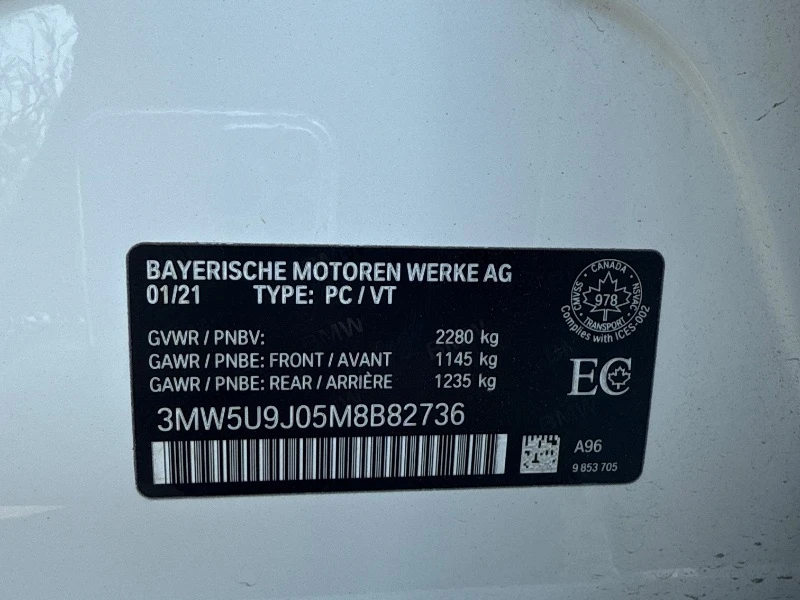 BAYERISCHE MOTOREN WERKE AG
01/21 TYPE: PC / VT
GVWR / PNBV: 2280 kg
GAWR / PNBE: FRONT / AVANT 1145 kg
GAWR / PNBE: REAR / ARRIÈRE 1235 kg
3MW5U9J05M8B82736
CANADA
CMVSS
NSVAC
978
TRANSPORT
Complies with ICES-002
EC
A96
9 853 705